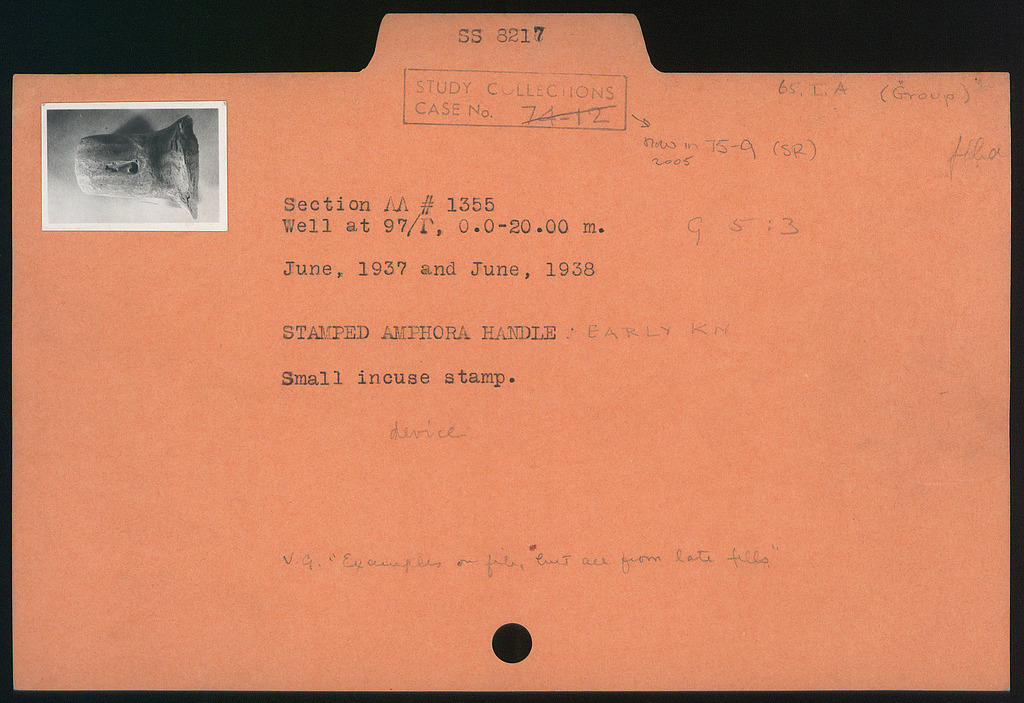 SS 8217
STUDY COLLECTIONS
CASE No. 74-12
65. I. A (Group)
now in 75-9 (SR)
2005
Section ΛΛ # 1355
Well at 97/Γ, 0.0-20.00 m.
G 5:3
June, 1937 and June, 1938
STAMPED AMPHORA HANDLE : EARLY KN
Small incuse stamp.
device
V.G. "Examples on file, but all from late fills"